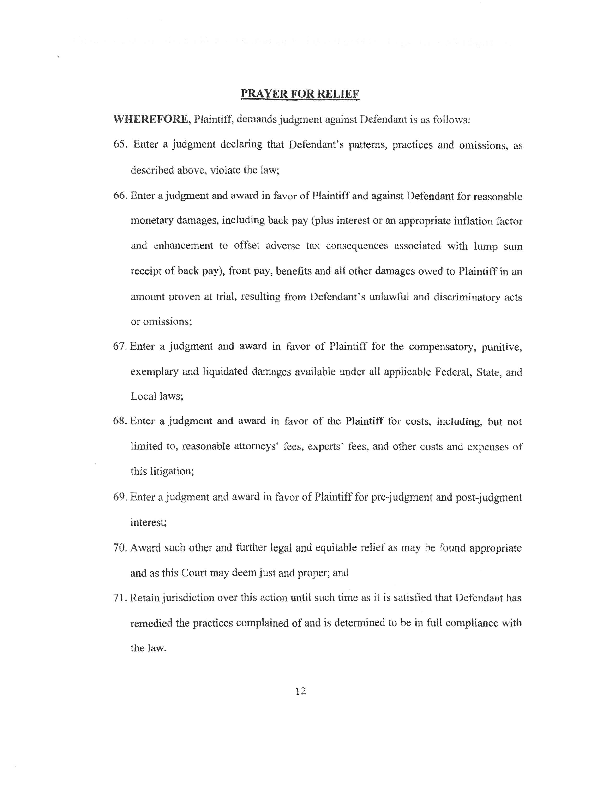 PRAYER FOR RELIEF
WHEREFORE, Plaintiff, demands judgment against Defendant is as follows:
65. Enter a judgment declaring that Defendant's patterns, practices and omissions, as
described above, violate the law;
66. Enter a judgment and award in favor of Plaintiff and against Defendant for reasonable
monetary damages, including back pay (plus interest or an appropriate inflation factor
and enhancement to offset adverse tax consequences associated with lump sum
receipt of back pay), front pay, benefits and all other damages owed to Plaintiff in an
amount proven at trial, resulting from Defendant's unlawful and discriminatory acts
or omissions;
67. Enter a judgment and award in favor of Plaintiff for the compensatory, punitive,
exemplary and liquidated damages available under all applicable Federal, State, and
Local laws;
68. Enter a judgment and award in favor of the Plaintiff for costs, including, but not
limited to, reasonable attorneys' fees, experts' fees, and other costs and expenses of
this litigation;
69. Enter a judgment and award in favor of Plaintiff for pre-judgment and post-judgment
interest;
70. Award such other and further legal and equitable relief as may be found appropriate
and as this Court may deem just and proper; and
71. Retain jurisdiction over this action until such time as it is satisfied that Defendant has
remedied the practices complained of and is determined to be in full compliance with
the law.
12